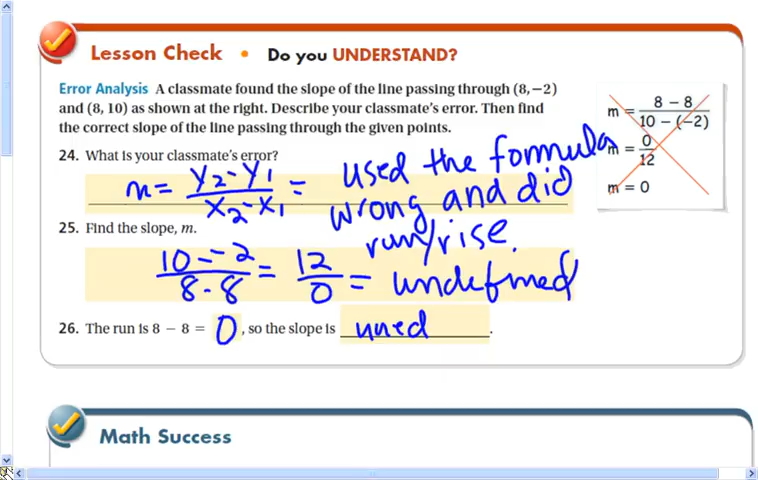 Lesson Check • Do you UNDERSTAND?
Error Analysis A classmate found the slope of the line passing through (8, −2)
and (8, 10) as shown at the right. Describe your classmate's error. Then find
the correct slope of the line passing through the given points.
m = (8 − 8)/(10 − (−2))
m = 0/12
m = 0
24. What is your classmate's error?
m = (y₂ − y₁)/(x₂ − x₁) = used the formula
wrong and did
run/rise.
25. Find the slope, m.
(10 − −2)/(8 − 8) = 12/0 = undefined
26. The run is 8 − 8 = 0, so the slope is uned.
Math Success